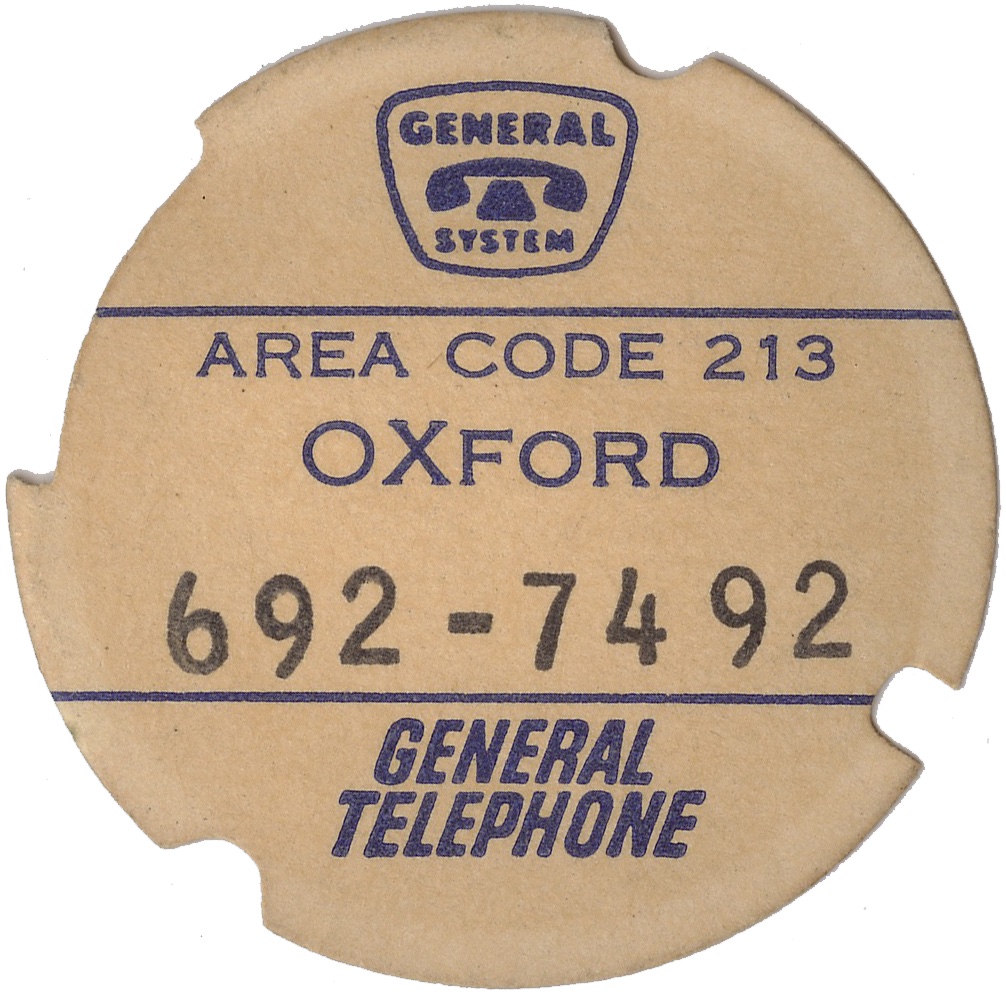 GENERAL
SYSTEM
AREA CODE 213
OXFORD
692-7492
GENERAL
TELEPHONE